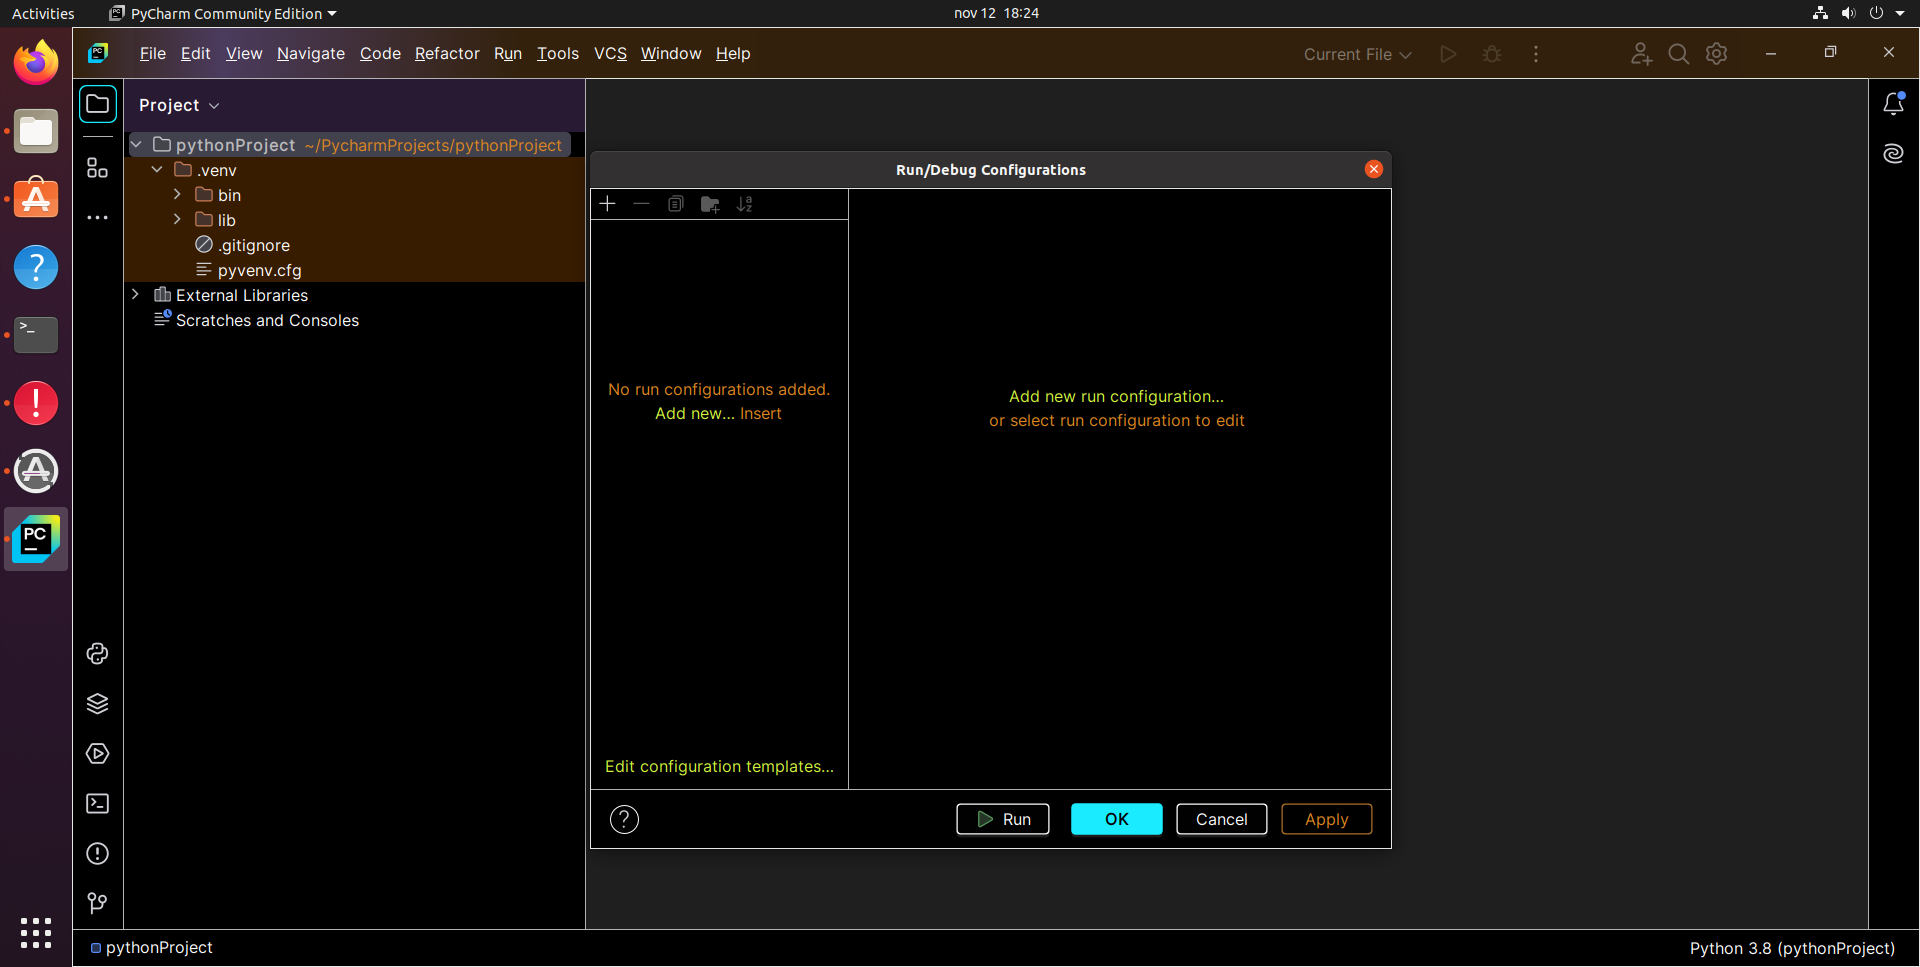 Activities PyCharm Community Edition nov 12 18:24
File Edit View Navigate Code Refactor Run Tools VCS Window Help Current File
Project
pythonProject ~/PycharmProjects/pythonProject
.venv
bin
lib
.gitignore
pyvenv.cfg
External Libraries
Scratches and Consoles
Run/Debug Configurations
No run configurations added.
Add new... Insert
Add new run configuration...
or select run configuration to edit
Edit configuration templates...
? Run OK Cancel Apply
pythonProject Python 3.8 (pythonProject)